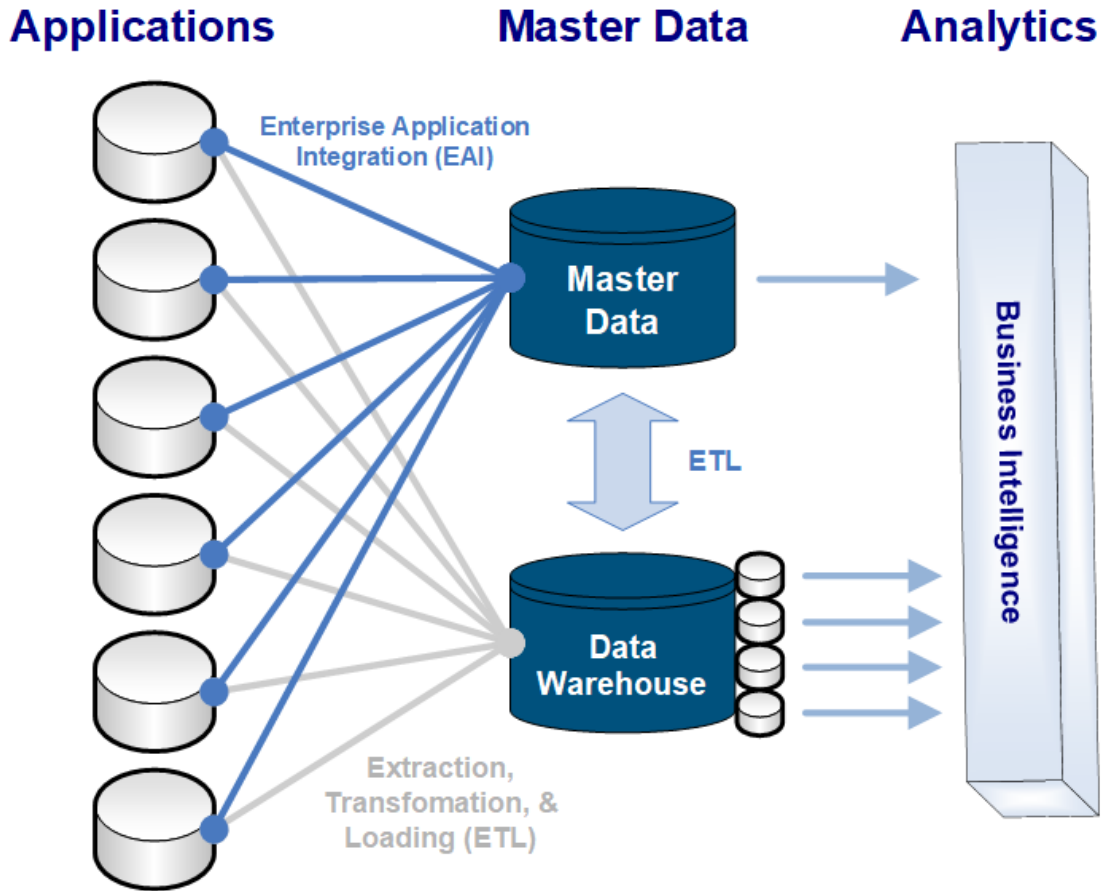 Applications
Master Data
Analytics
Enterprise Application
Integration (EAI)
Master
Data
ETL
Business Intelligence
Data
Warehouse
Extraction,
Transfomation, &
Loading (ETL)